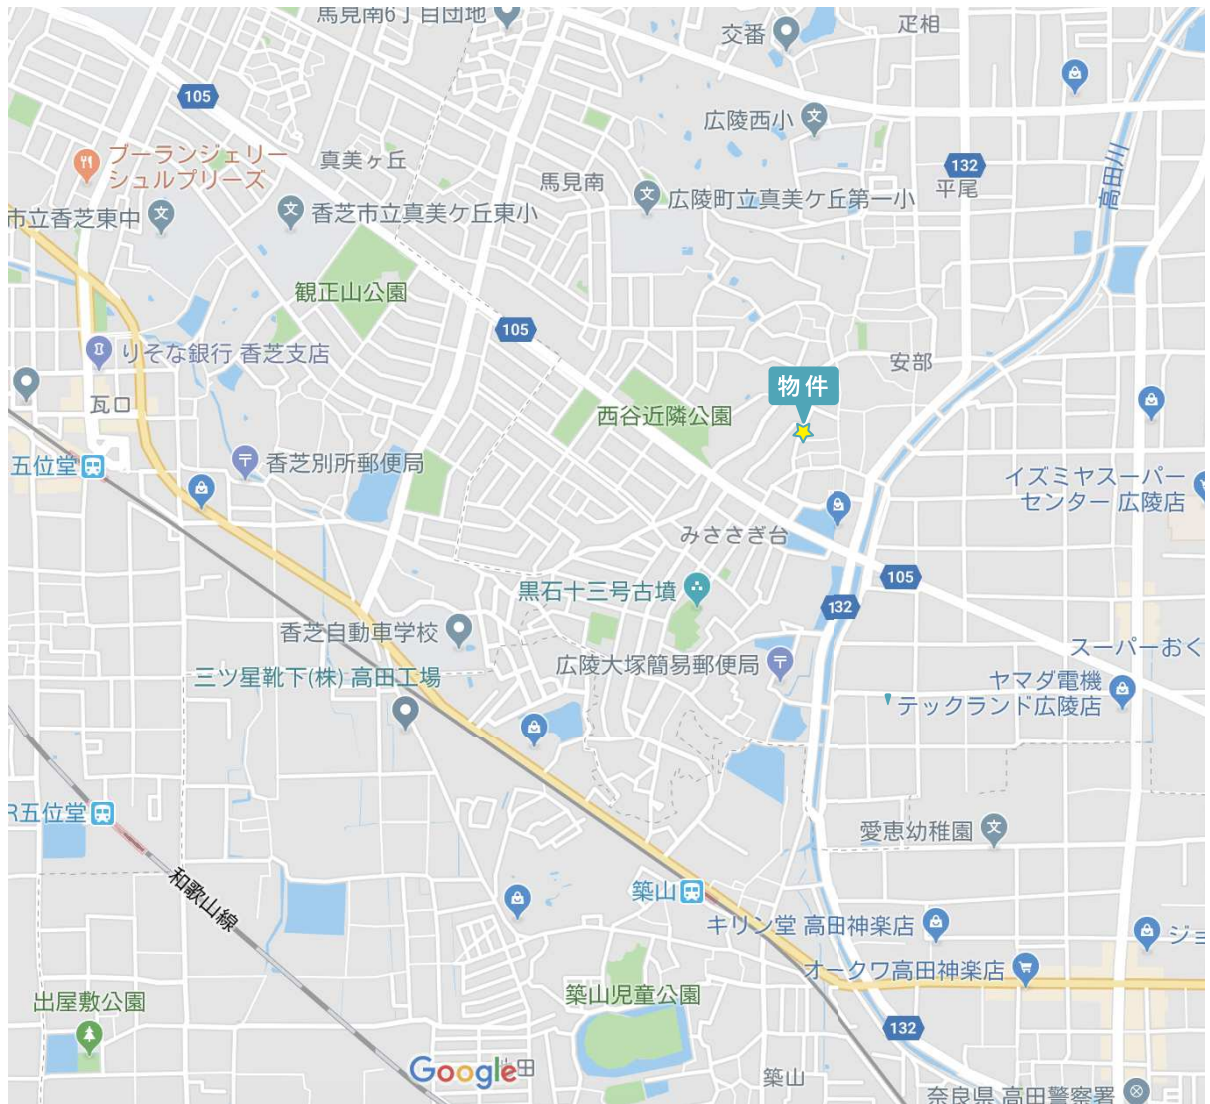 馬見南6丁目団地
交番
疋相
105
広陵西小
ブーランジェリー
シュルプリーズ
真美ヶ丘
馬見南
132
平尾
高田川
広陵町立真美ケ丘第一小
市立香芝東中
香芝市立真美ケ丘東小
観正山公園
105
りそな銀行 香芝支店
安部
物件
瓦口
西谷近隣公園
五位堂
香芝別所郵便局
イズミヤスーパー
センター 広陵店
みささぎ台
105
黒石十三号古墳
132
香芝自動車学校
スーパーおく
広陵大塚簡易郵便局
三ツ星靴下(株) 高田工場
ヤマダ電機
テックランド広陵店
R五位堂
愛恵幼稚園
和歌山線
築山
キリン堂 高田神楽店
ジョ
オークワ高田神楽店
出屋敷公園
築山児童公園
132
Google
田
築山
奈良県 高田警察署